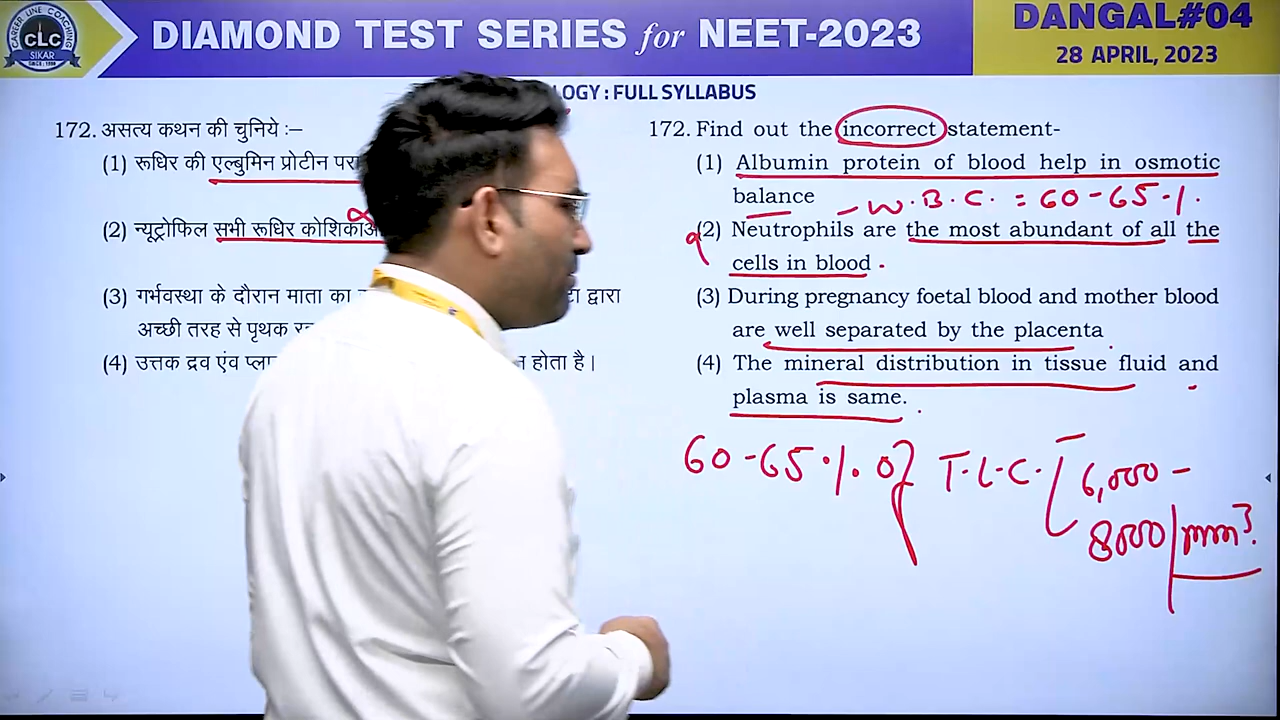 CAREER LINE COACHING
CLC
SIKAR
SINCE : 1996
DIAMOND TEST SERIES for NEET-2023
DANGAL#04
28 APRIL, 2023
LOGY : FULL SYLLABUS
172. असत्य कथन की चुनिये :–
(1) रूधिर की एल्बुमिन प्रोटीन परा
(2) न्यूट्रोफिल सभी रूधिर कोशिकाओं
(3) गर्भवस्था के दौरान माता का
टा द्वारा
अच्छी तरह से पृथक
(4) उत्तक द्रव एंव प्ला
न होता है।
172. Find out the incorrect statement-
(1) Albumin protein of blood help in osmotic
balance – W.B.C. = 60-65%.
(2) Neutrophils are the most abundant of all the
cells in blood.
(3) During pregnancy foetal blood and mother blood
are well separated by the placenta
(4) The mineral distribution in tissue fluid and
plasma is same.
60-65% of T.L.C. [6,000 -
8000/mm³.